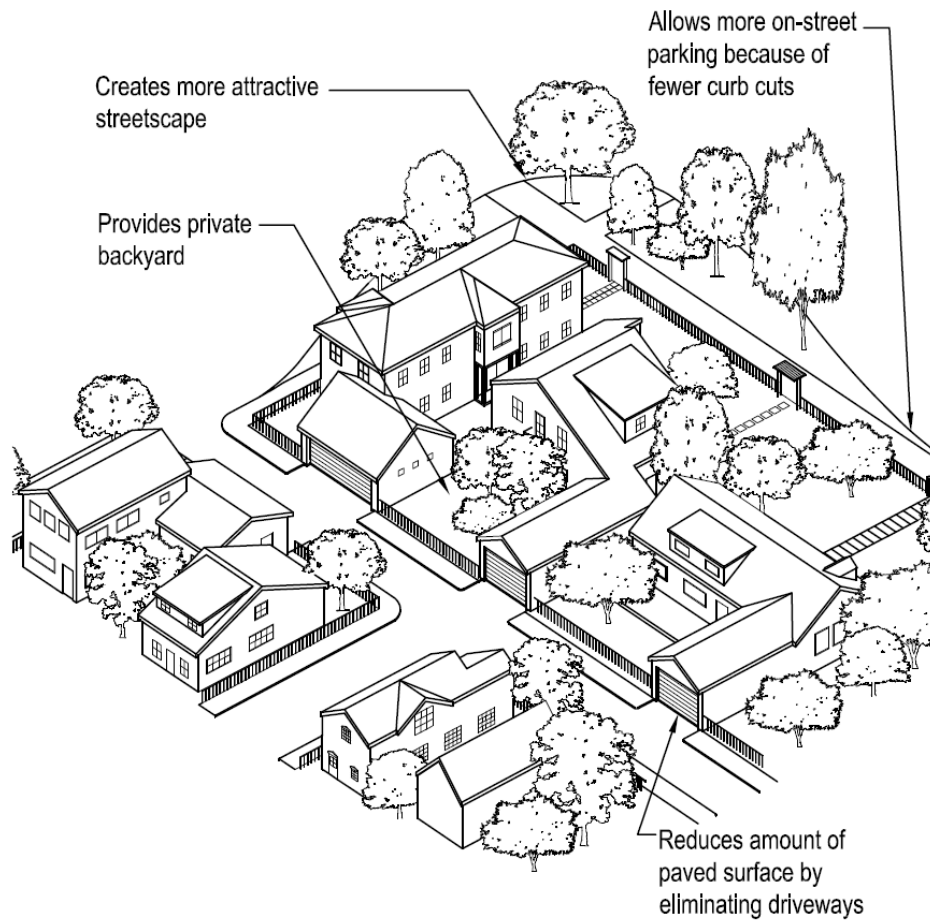 Allows more on-street
parking because of
fewer curb cuts
Creates more attractive
streetscape
Provides private
backyard
Reduces amount of
paved surface by
eliminating driveways